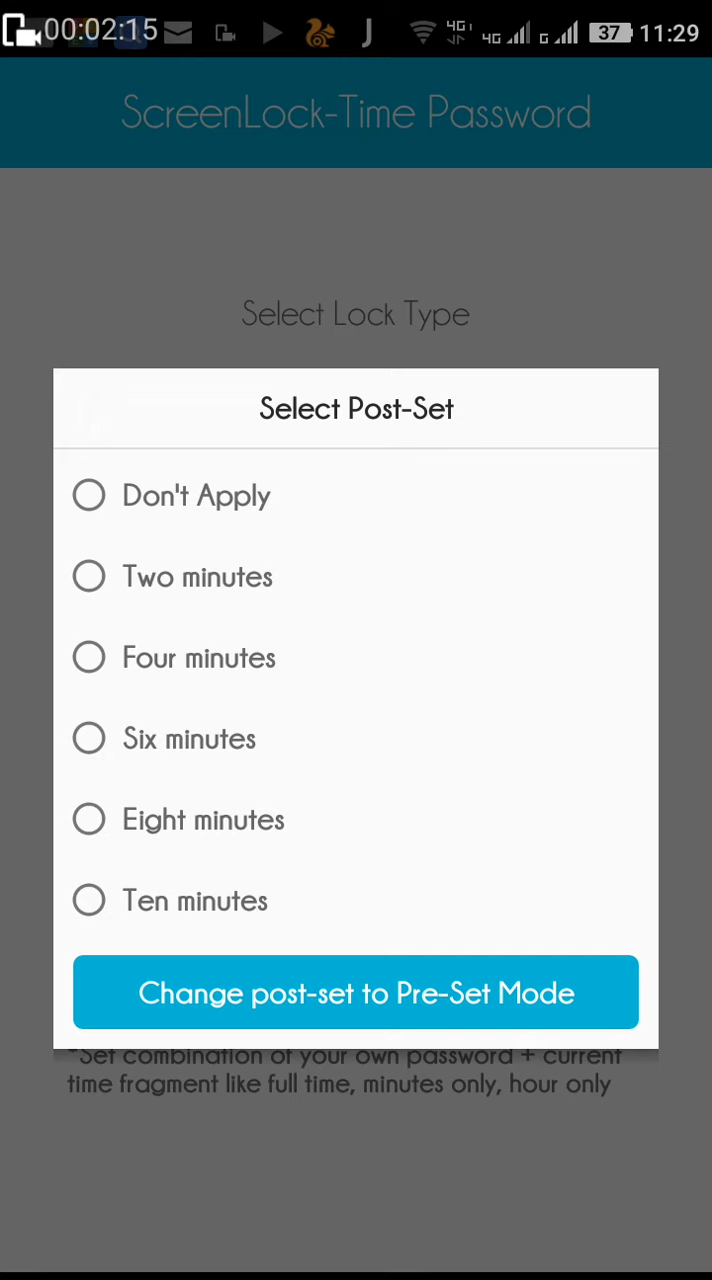 00:02:15 4G 4G G 37 11:29
ScreenLock-Time Password
Select Lock Type
Select Post-Set
Don't Apply
Two minutes
Four minutes
Six minutes
Eight minutes
Ten minutes
Change post-set to Pre-Set Mode
*Set combination of your own password + current
time fragment like full time, minutes only, hour only